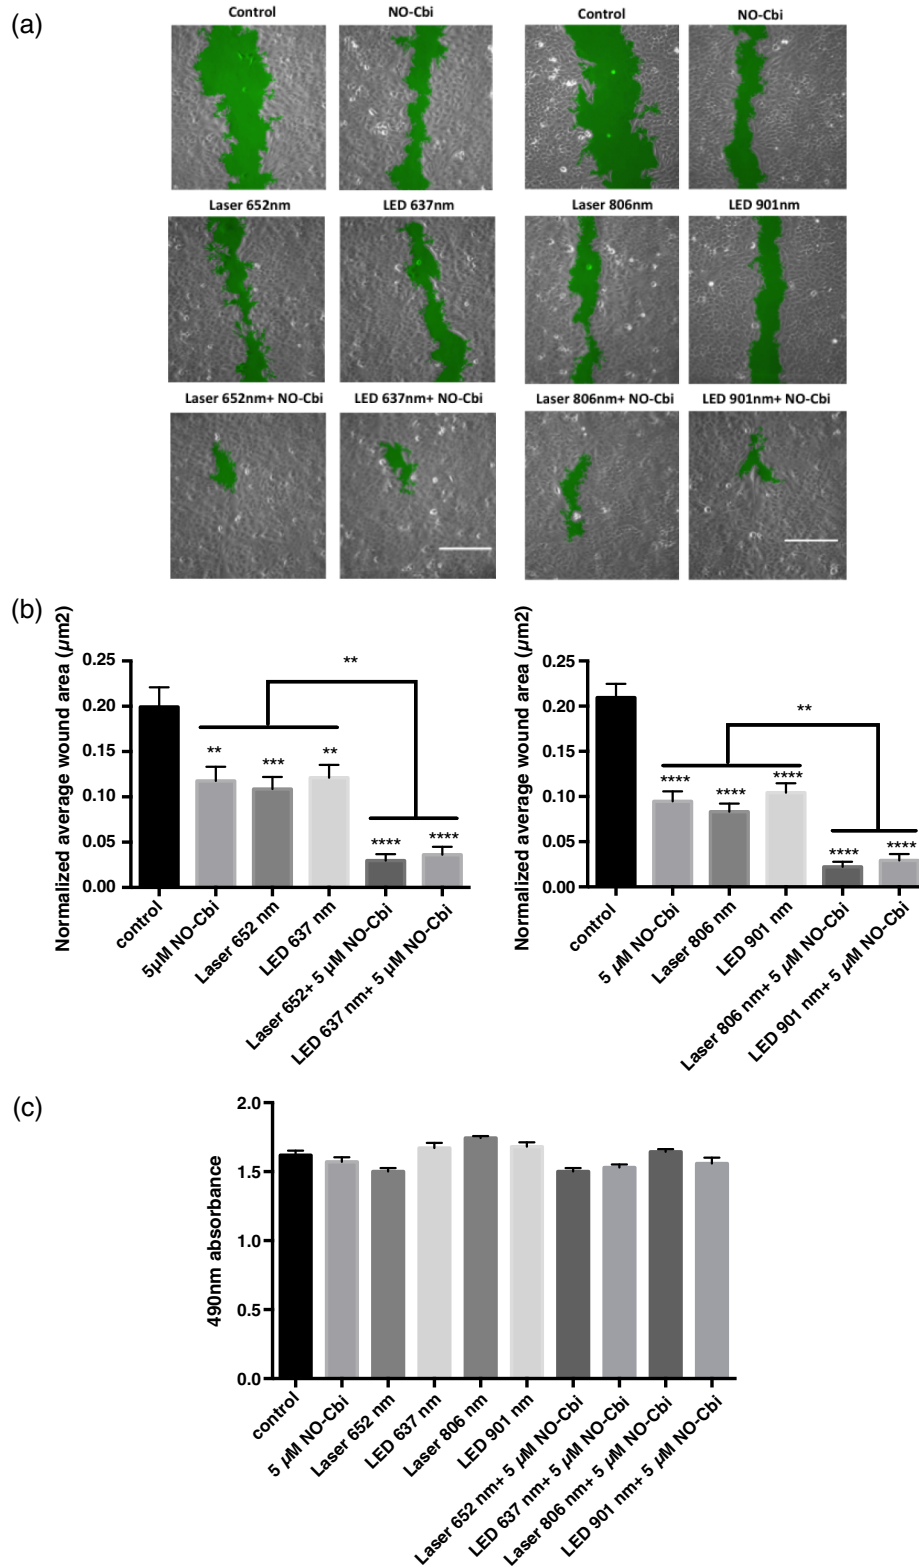 (a)
Control NO-Cbi Control NO-Cbi
Laser 652nm LED 637nm Laser 806nm LED 901nm
Laser 652nm+ NO-Cbi LED 637nm+ NO-Cbi Laser 806nm+ NO-Cbi LED 901nm+ NO-Cbi
(b)
Normalized average wound area (µm2)
0.25
0.20
0.15
0.10
0.05
0.00
**
** *** ** **** ****
control
5µM NO-Cbi
Laser 652 nm
LED 637 nm
Laser 652+ 5 µM NO-Cbi
LED 637 nm+ 5 µM NO-Cbi
Normalized average wound area (µm2)
0.25
0.20
0.15
0.10
0.05
0.00
**
**** **** **** **** ****
control
5 µM NO-Cbi
Laser 806 nm
LED 901 nm
Laser 806 nm+ 5 µM NO-Cbi
LED 901 nm+ 5 µM NO-Cbi
(c)
490nm absorbance
2.0
1.5
1.0
0.5
0.0
control
5 µM NO-Cbi
Laser 652 nm
LED 637 nm
Laser 806 nm
LED 901 nm
Laser 652 nm+ 5 µM NO-Cbi
LED 637 nm+ 5 µM NO-Cbi
Laser 806 nm+ 5 µM NO-Cbi
LED 901 nm+ 5 µM NO-Cbi